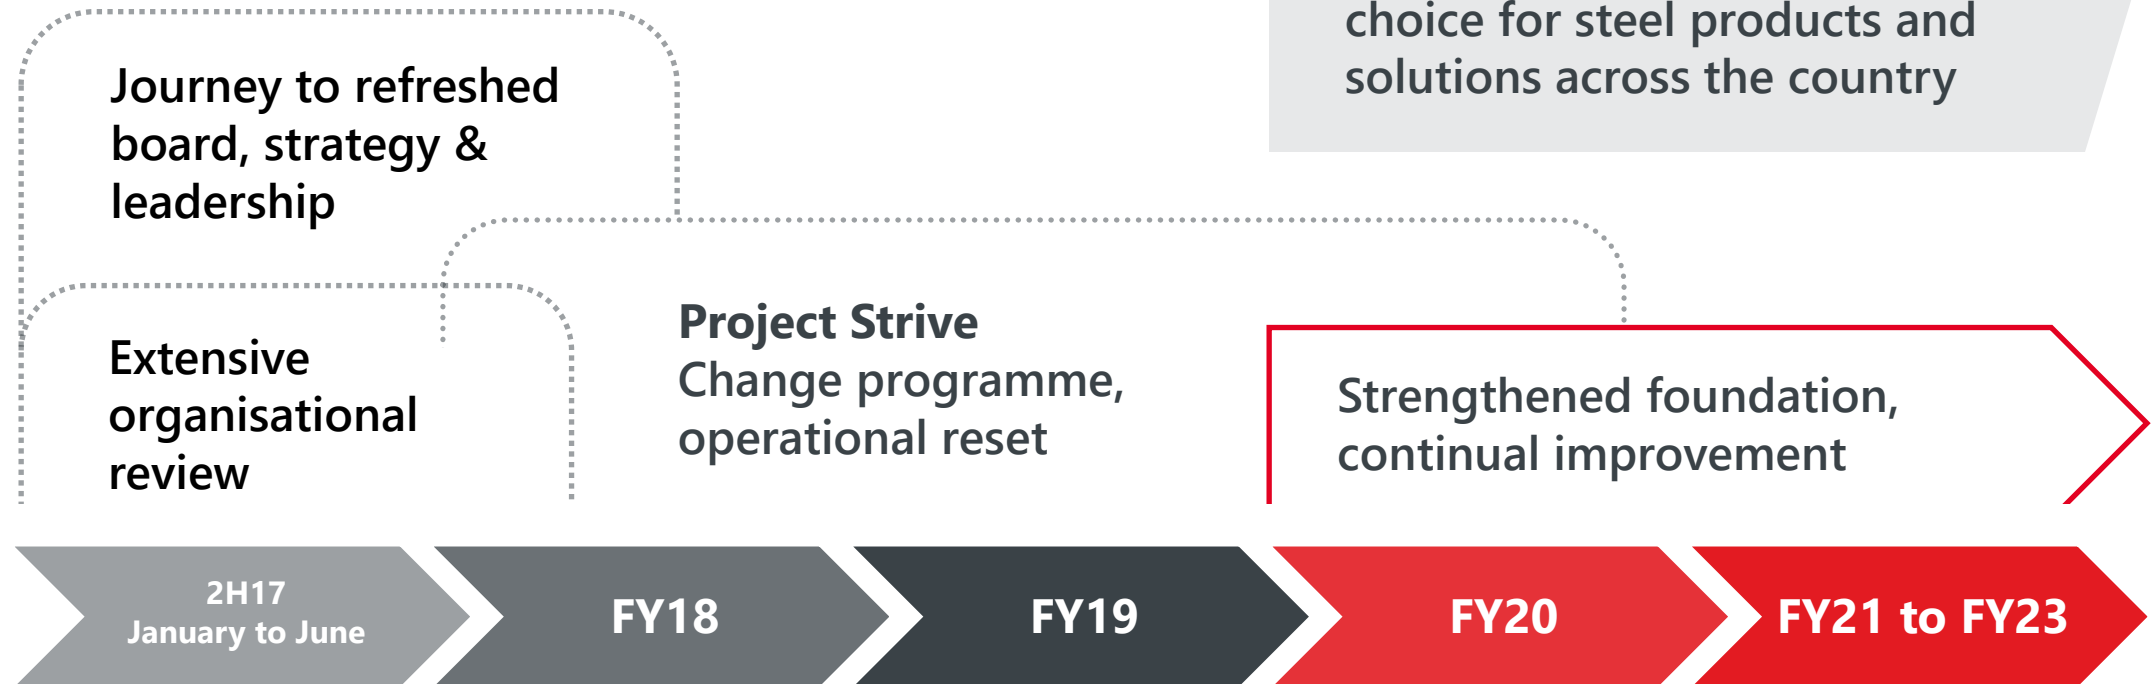 choice for steel products and
solutions across the country
Journey to refreshed
board, strategy &
leadership
Extensive
organisational
review
Project Strive
Change programme,
operational reset
Strengthened foundation,
continual improvement
2H17
January to June
FY18
FY19
FY20
FY21 to FY23